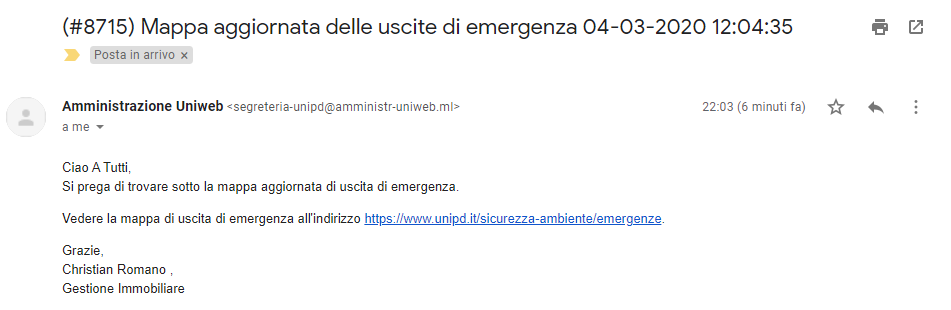 (#8715) Mappa aggiornata delle uscite di emergenza 04-03-2020 12:04:35
Posta in arrivo ×
Amministrazione Uniweb <segreteria-unipd@amministr-uniweb.ml>
22:03 (6 minuti fa)
a me
Ciao A Tutti,
Si prega di trovare sotto la mappa aggiornata di uscita di emergenza.
Vedere la mappa di uscita di emergenza all'indirizzo https://www.unipd.it/sicurezza-ambiente/emergenze.
Grazie,
Christian Romano ,
Gestione Immobiliare